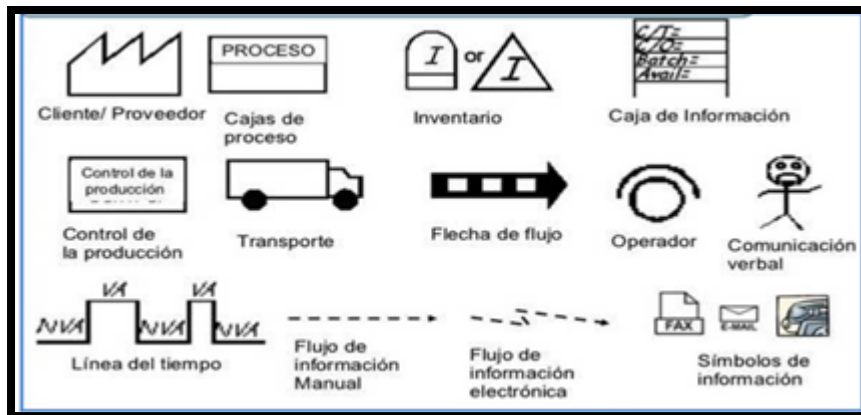 PROCESO
I
or
I
C/T=
C/O=
Batch=
Avail=
Cliente/ Proveedor
Cajas de
proceso
Inventario
Caja de Información
Control de la
producción
Control de
la producción
Transporte
Flecha de flujo
Operador
Comunicación
verbal
VA
VA
NVA
NVA
NVA
Línea del tiempo
Flujo de
información
Manual
Flujo de
información
electrónica
FAX
E-MAIL
Símbolos de
información